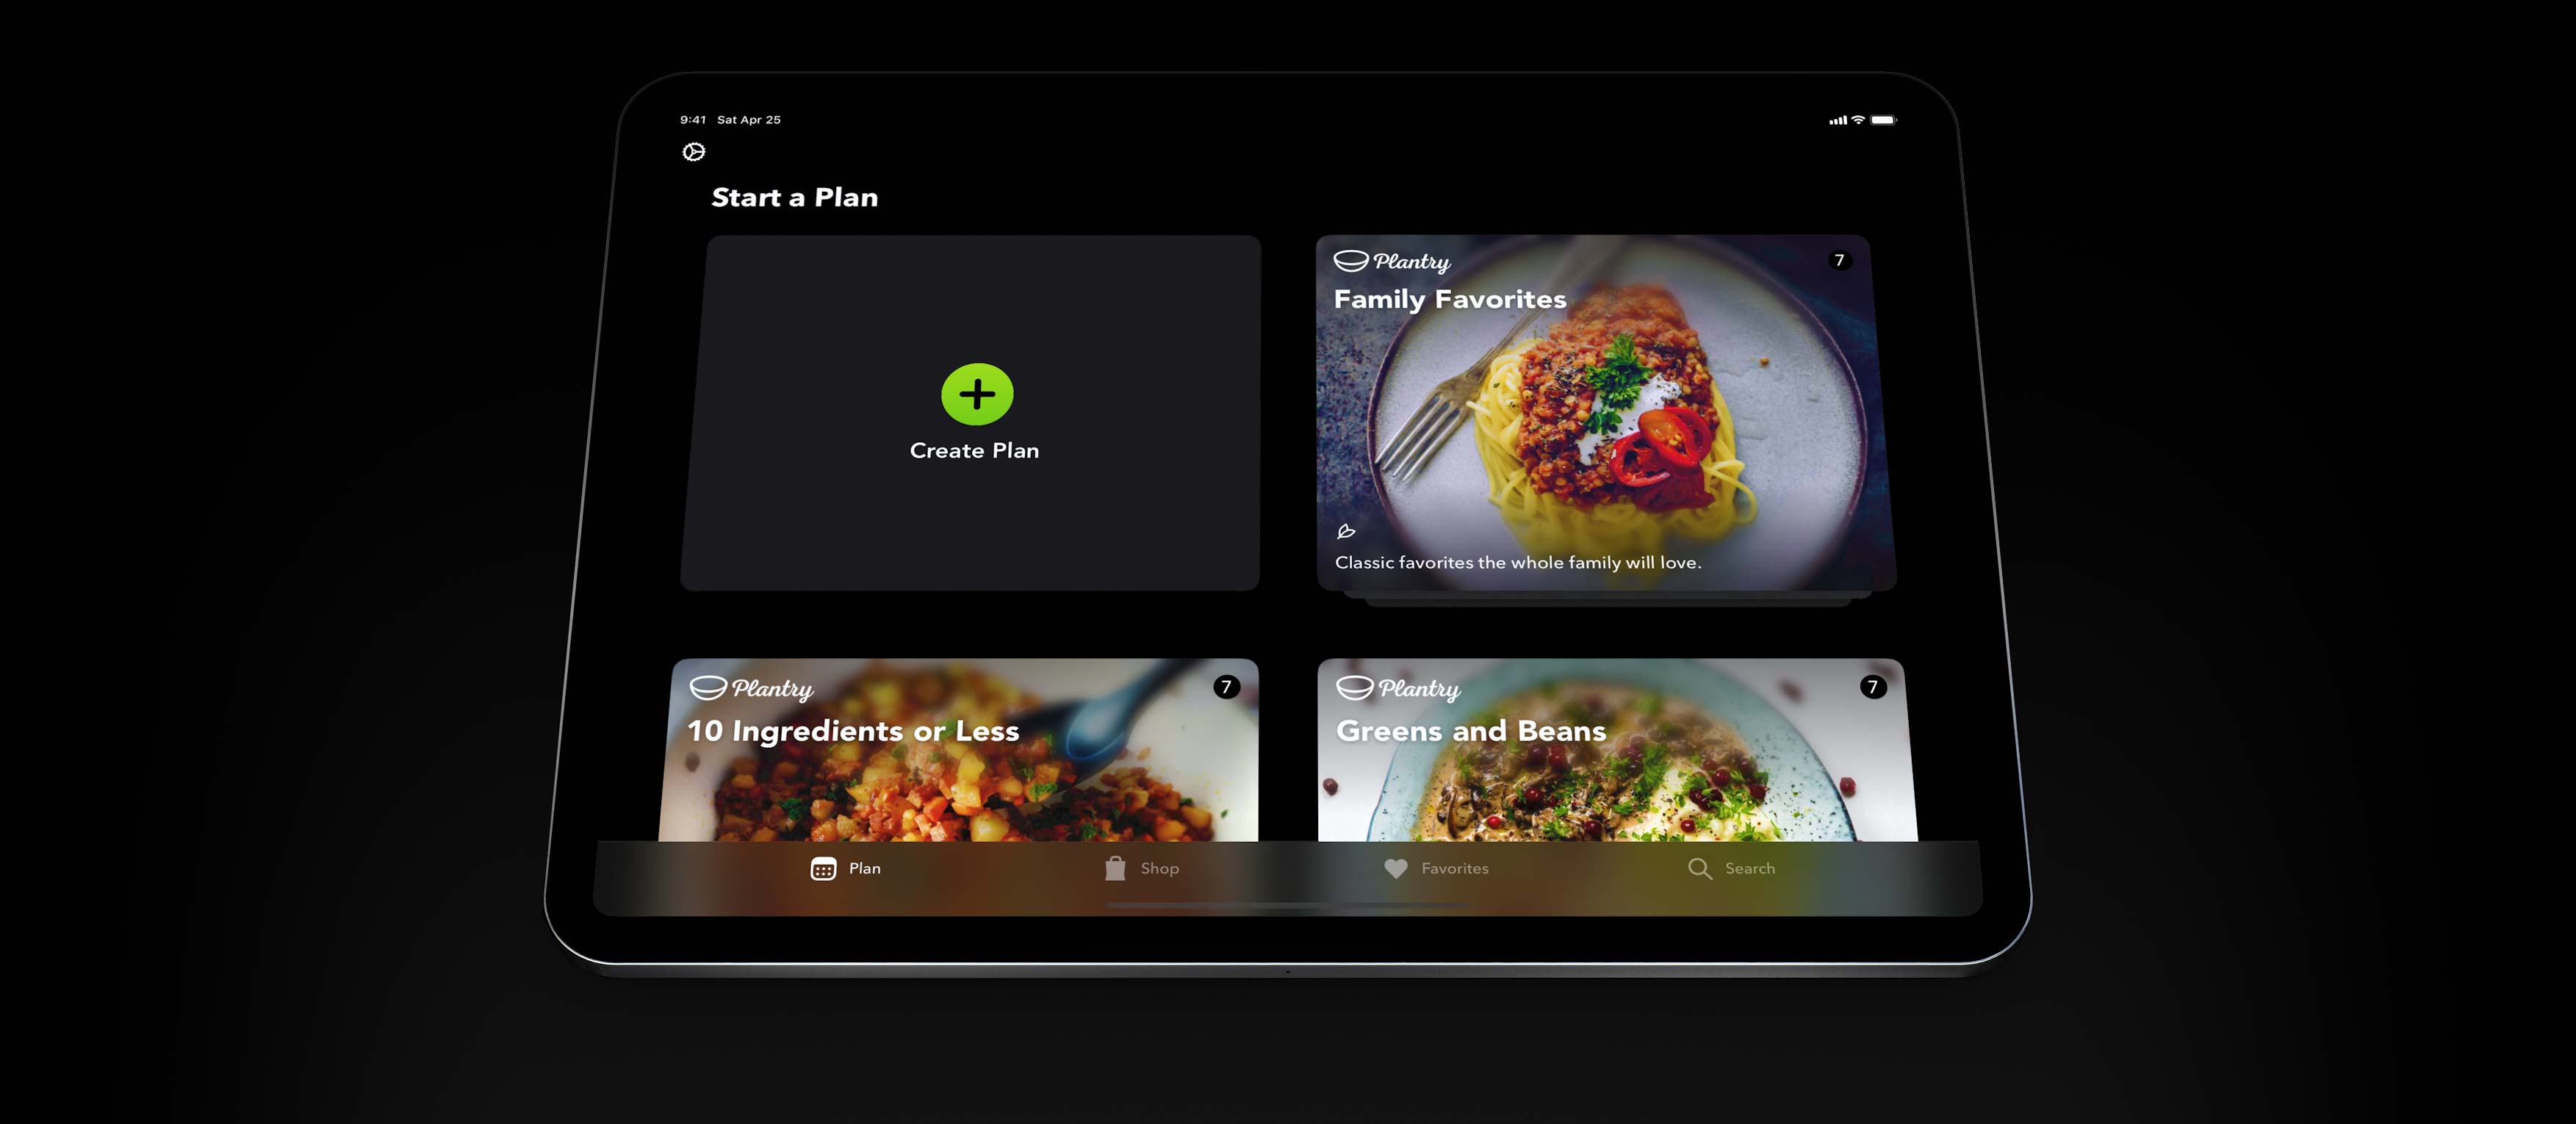 9:41 Sat Apr 25
Start a Plan
Create Plan
Plantry
7
Family Favorites
Classic favorites the whole family will love.
Plantry
7
10 Ingredients or Less
Plantry
7
Greens and Beans
Plan
Shop
Favorites
Search